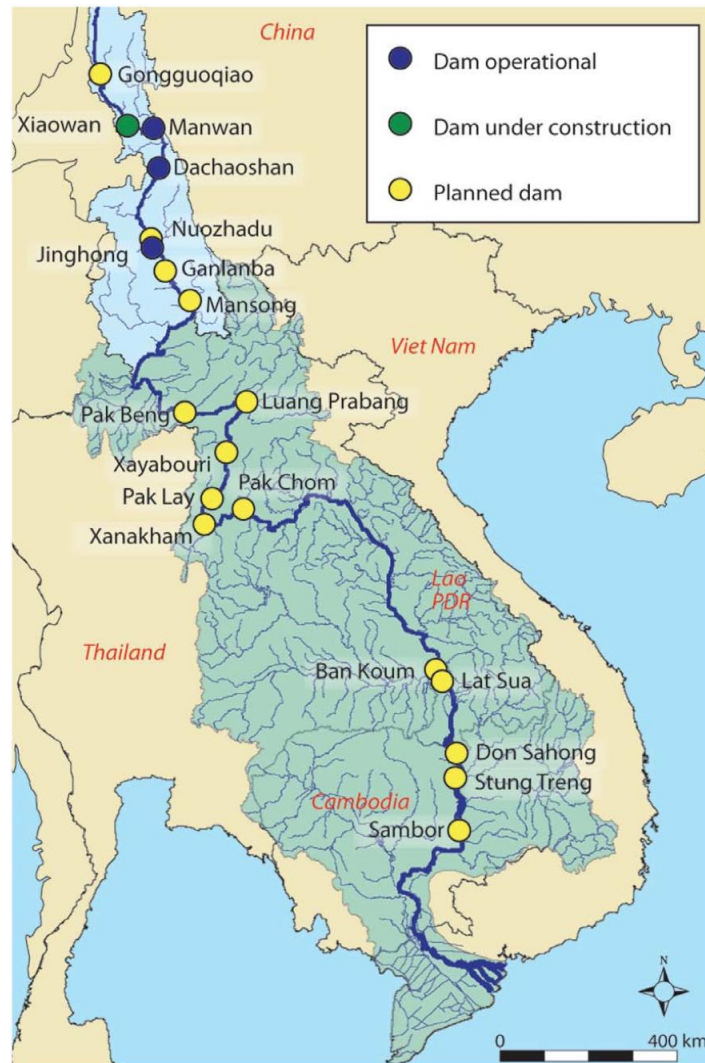 China
Dam operational
Dam under construction
Planned dam
Gongguoqiao
Xiaowan
Manwan
Dachaoshan
Nuozhadu
Jinghong
Ganlanba
Mansong
Viet Nam
Pak Beng
Luang Prabang
Xayabouri
Pak Chom
Pak Lay
Xanakham
Lao
PDR
Thailand
Ban Koum
Lat Sua
Don Sahong
Stung Treng
Cambodia
Sambor
N
0 400 km